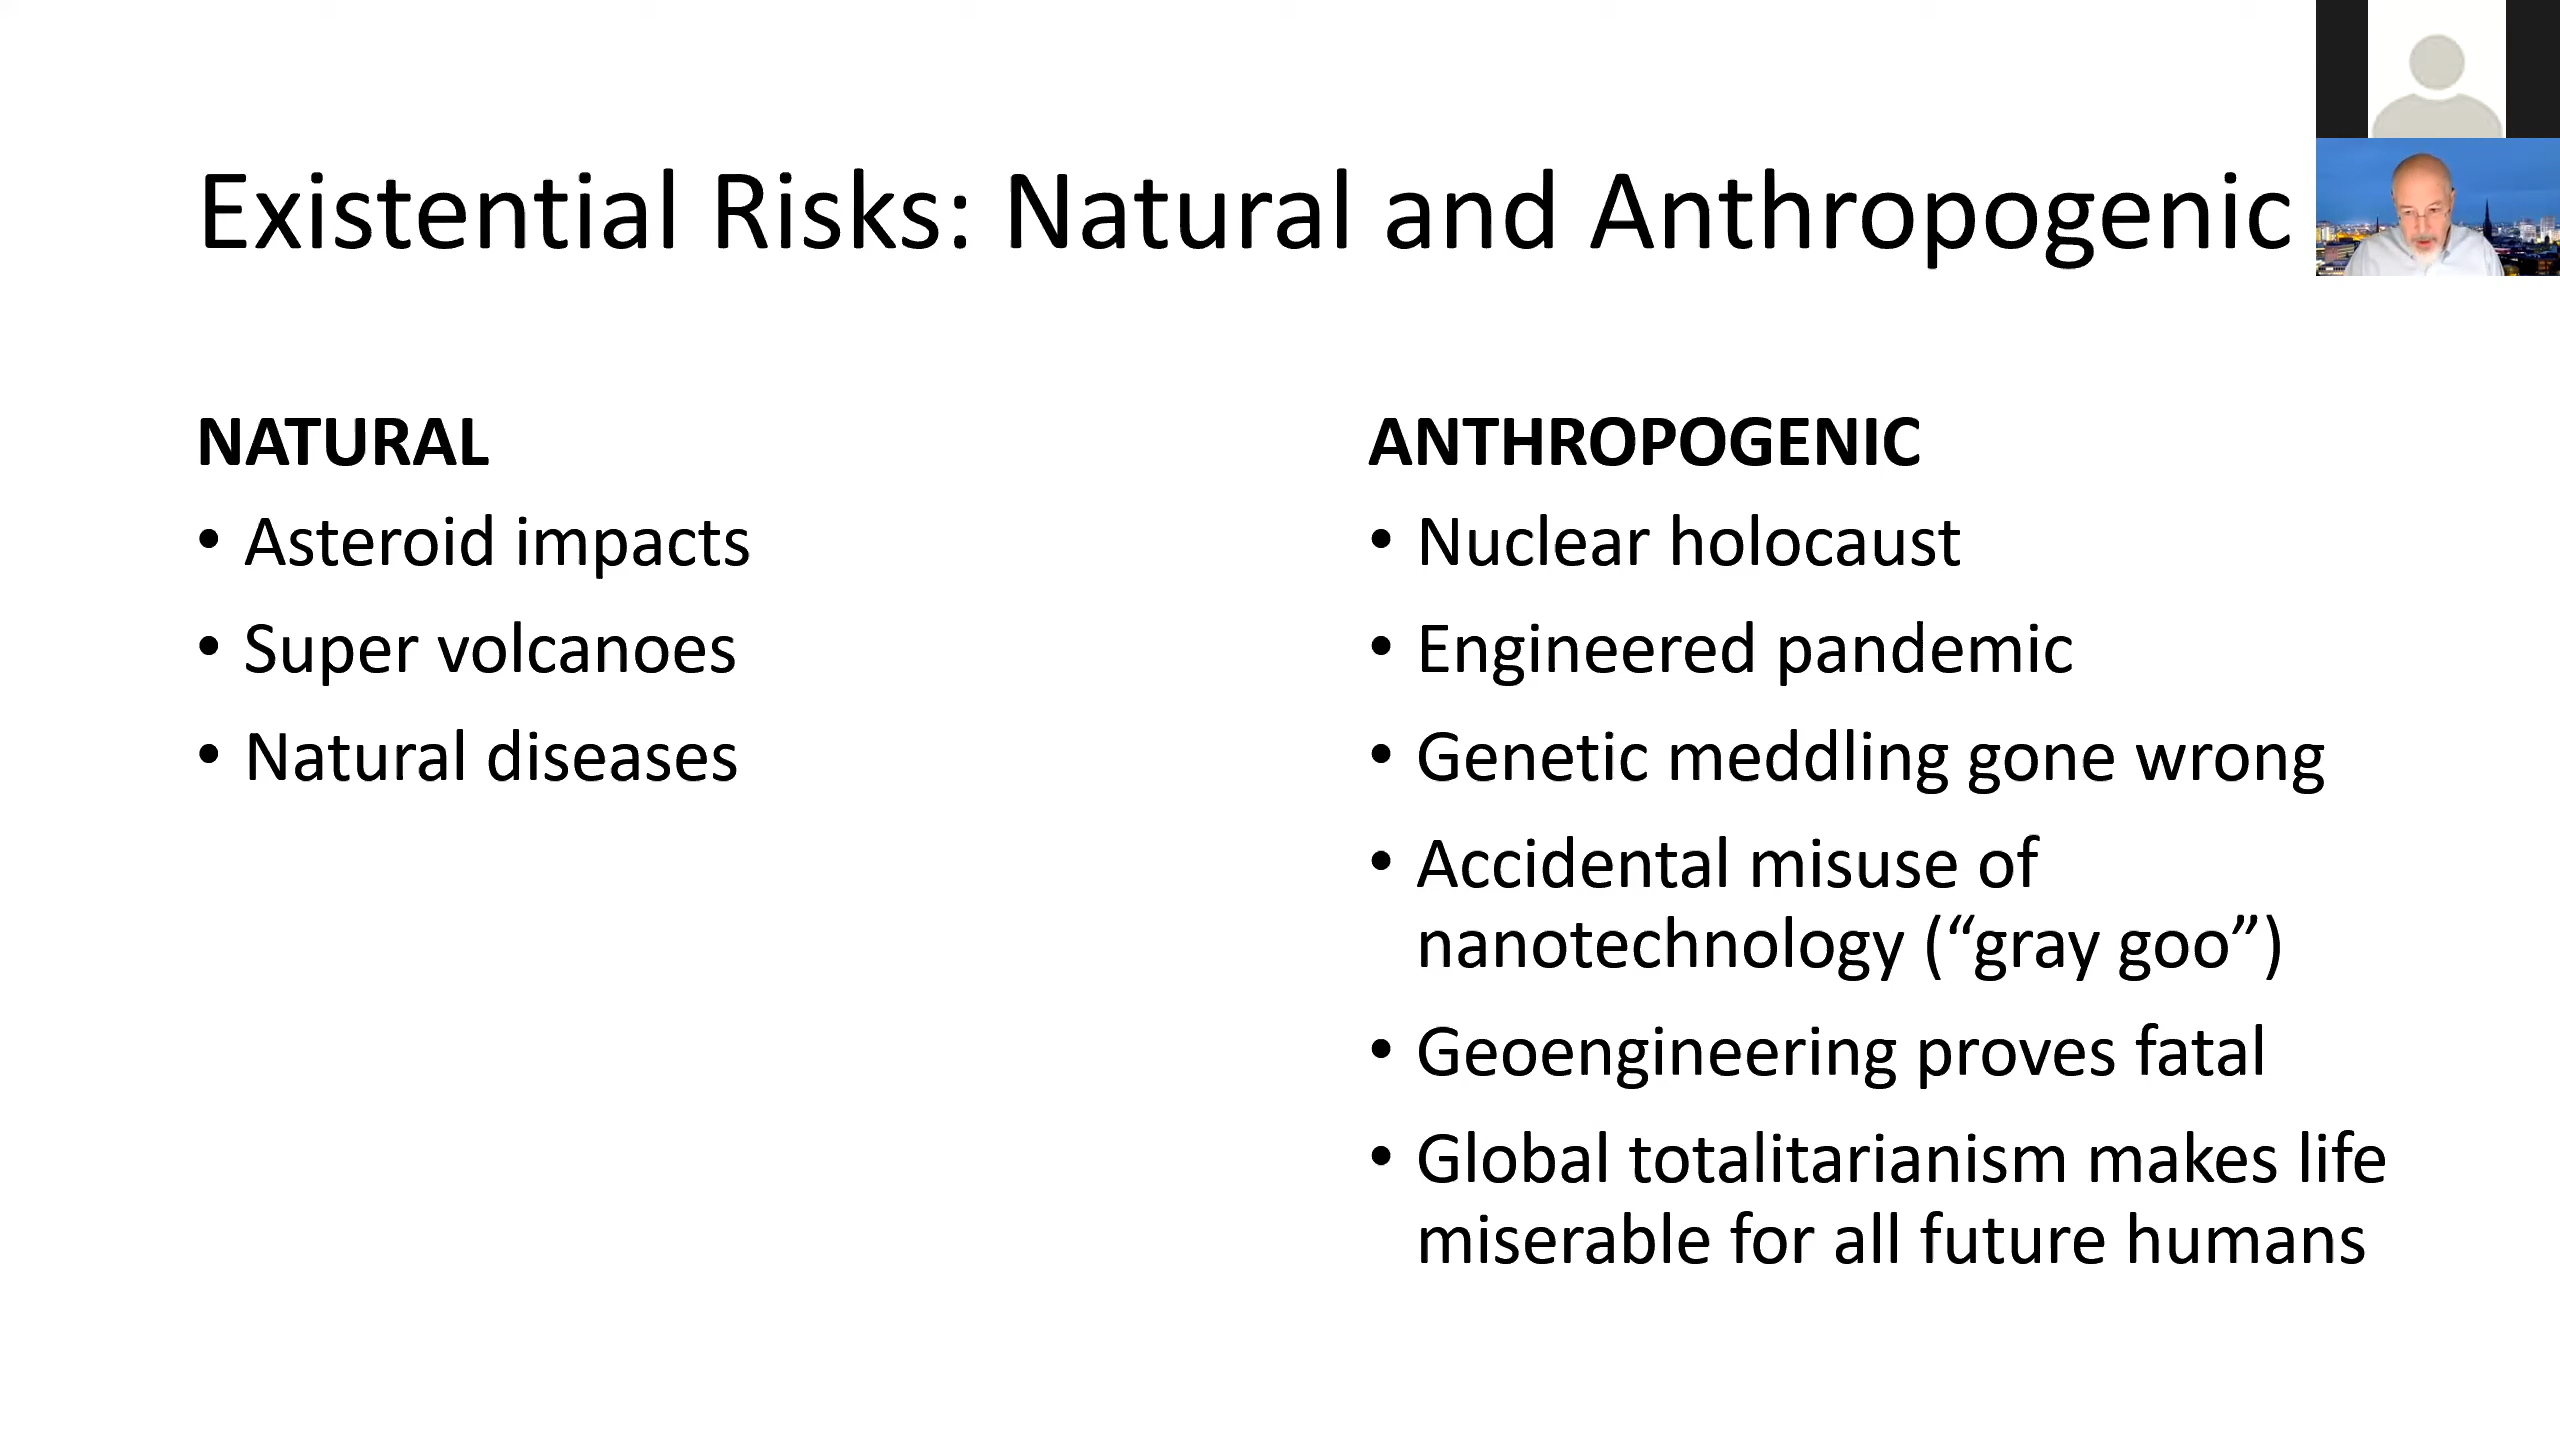 Existential Risks: Natural and Anthropogenic
NATURAL
• Asteroid impacts
• Super volcanoes
• Natural diseases
ANTHROPOGENIC
• Nuclear holocaust
• Engineered pandemic
• Genetic meddling gone wrong
• Accidental misuse of
nanotechnology (“gray goo”)
• Geoengineering proves fatal
• Global totalitarianism makes life
miserable for all future humans